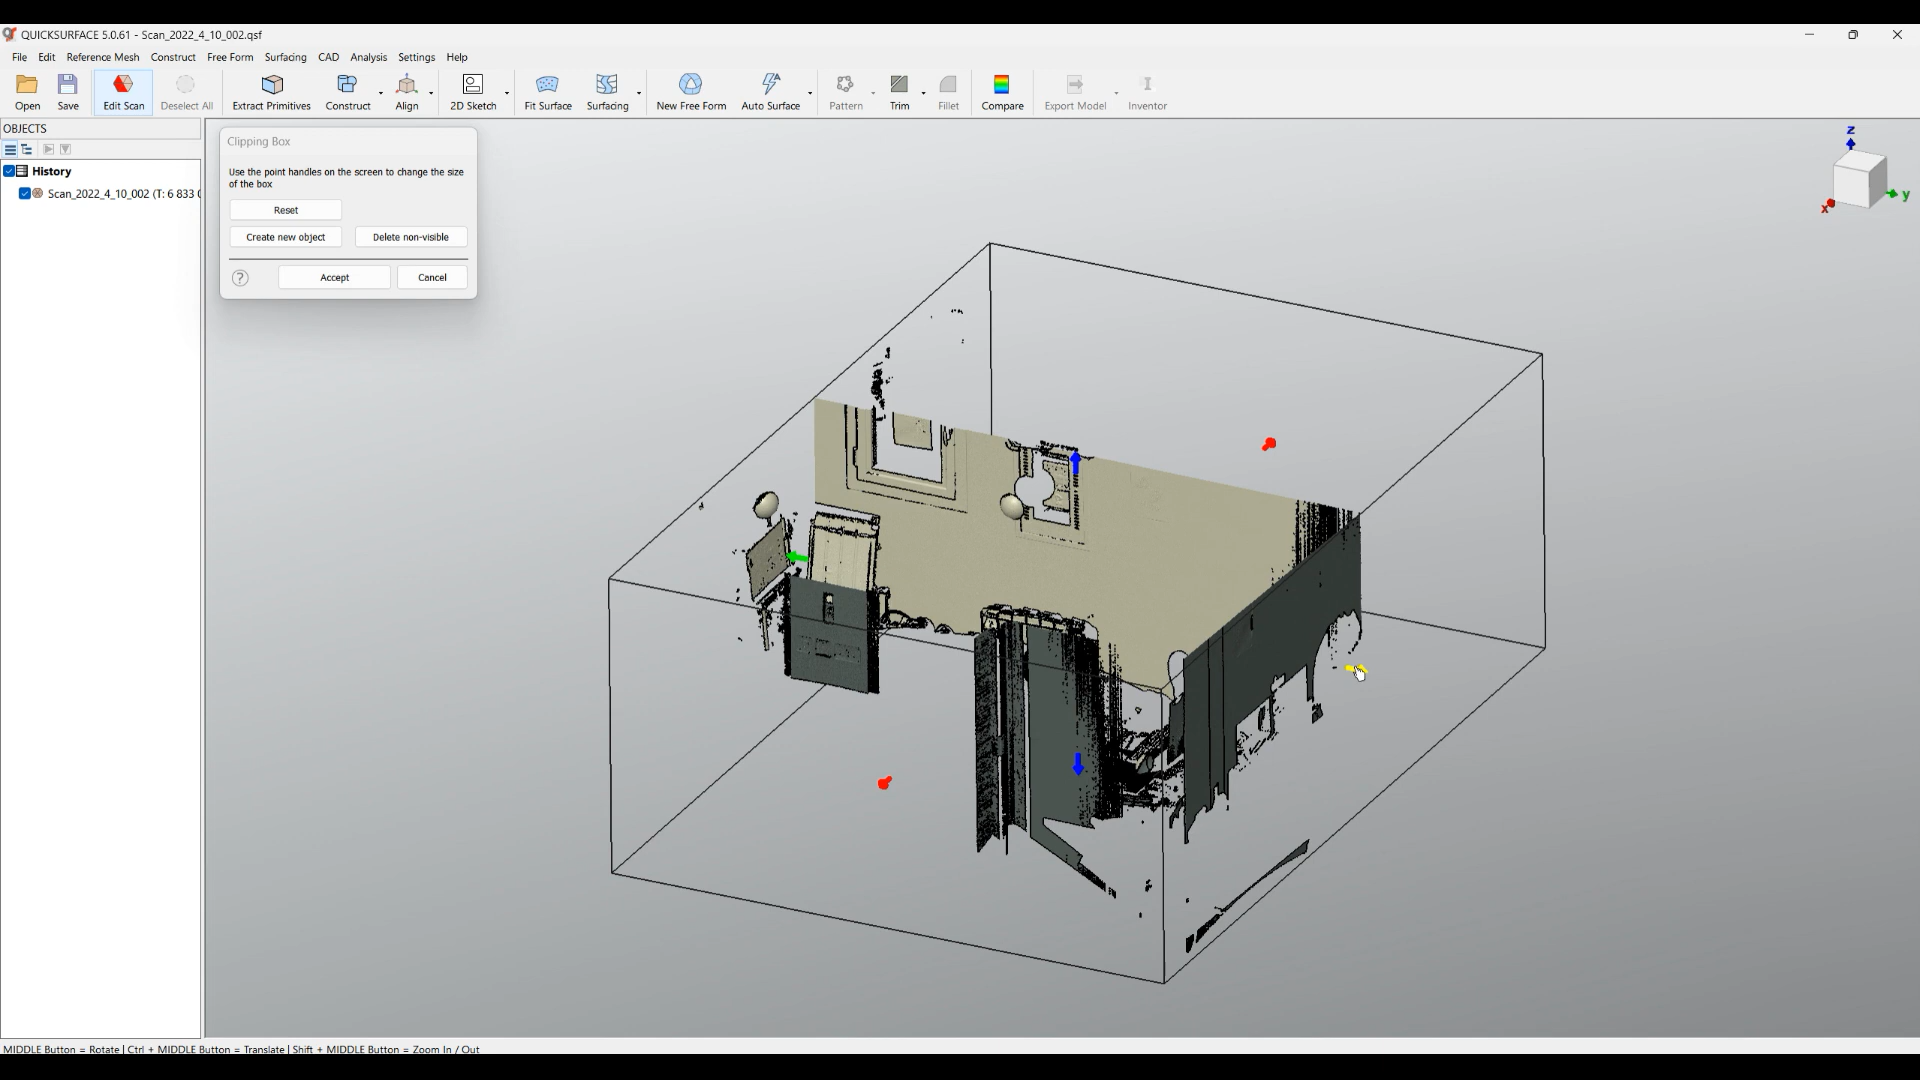 QUICKSURFACE 5.0.61 - Scan_2022_4_10_002.qsf
File Edit Reference Mesh Construct Free Form Surfacing CAD Analysis Settings Help
Open Save Edit Scan Deselect All Extract Primitives Construct Align 2D Sketch Fit Surface Surfacing New Free Form Auto Surface Pattern Trim Fillet Compare Export Model Inventor
OBJECTS
History
Scan_2022_4_10_002 (T: 6 833
Clipping Box
Use the point handles on the screen to change the size
of the box
Reset
Create new object Delete non-visible
? Accept Cancel
z
y
x
MIDDLE Button = Rotate | Ctrl + MIDDLE Button = Translate | Shift + MIDDLE Button = Zoom In / Out